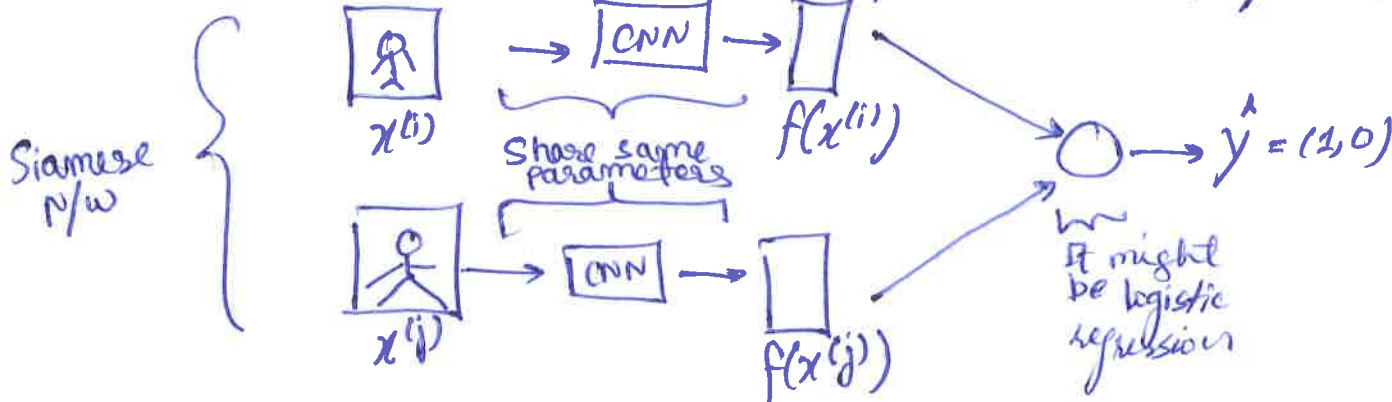 CNN
x^(i)
f(x^(i))
Siamese
N/W
Share same
parameters
ŷ = (1,0)
CNN
x^(j)
f(x^(j))
It might
be logistic
regression